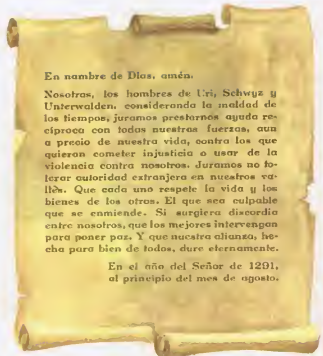 En nombre de Dios, amén.
Nosotros, los hombres de Uri, Schwyz y
Unterwalden, considerando la maldad de
los tiempos, juramos prestarnos ayuda re-
cíproca con todas nuestras fuerzas, aun
a precio de nuestra vida, contra los que
quieran cometer injusticia o usar de la
violencia contra nosotros. Juramos no to-
lerar autoridad extranjera en nuestros va-
lles. Que cada uno respete la vida y los
bienes de los otros. El que sea culpable
que se enmiende. Si surgiera discordia
entre nosotros, que los mejores intervengan
para poner paz. Y que nuestra alianza, he-
cha para bien de todos, dure eternamente.
En el año del Señor de 1291,
al principio del mes de agosto.